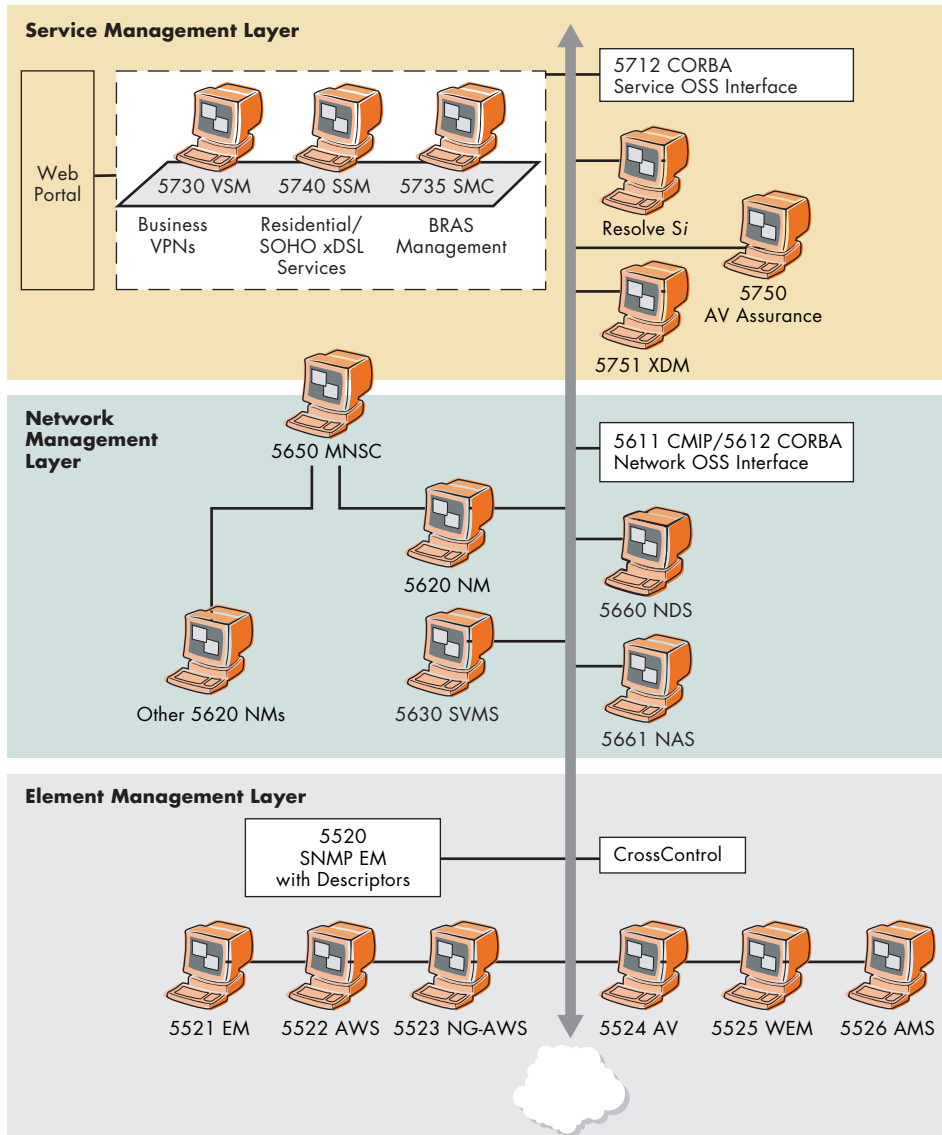 Service Management Layer
Web
Portal
5730 VSM
5740 SSM
5735 SMC
Business
VPNs
Residential/
SOHO xDSL
Services
BRAS
Management
5712 CORBA
Service OSS Interface
Resolve Si
5750
AV Assurance
5751 XDM
Network
Management
Layer
5650 MNSC
5611 CMIP/5612 CORBA
Network OSS Interface
5620 NM
5660 NDS
Other 5620 NMs
5630 SVMS
5661 NAS
Element Management Layer
5520
SNMP EM
with Descriptors
CrossControl
5521 EM
5522 AWS
5523 NG-AWS
5524 AV
5525 WEM
5526 AMS